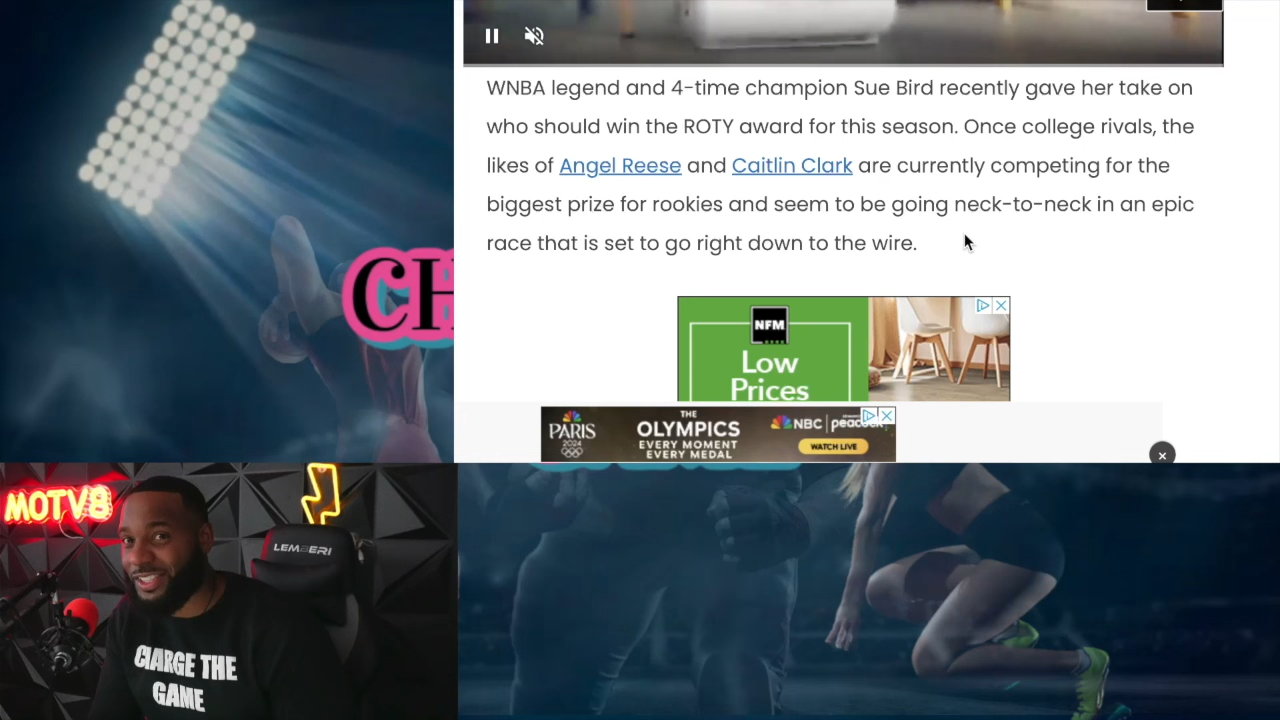 WNBA legend and 4-time champion Sue Bird recently gave her take on
who should win the ROTY award for this season. Once college rivals, the
likes of Angel Reese and Caitlin Clark are currently competing for the
biggest prize for rookies and seem to be going neck-to-neck in an epic
race that is set to go right down to the wire.
CH
NFM
Low
Prices
PARIS
2024
THE
OLYMPICS
EVERY MOMENT
EVERY MEDAL
NBC peacock
WATCH LIVE
MOTV8
LEMBERI
CHARGE THE
GAME